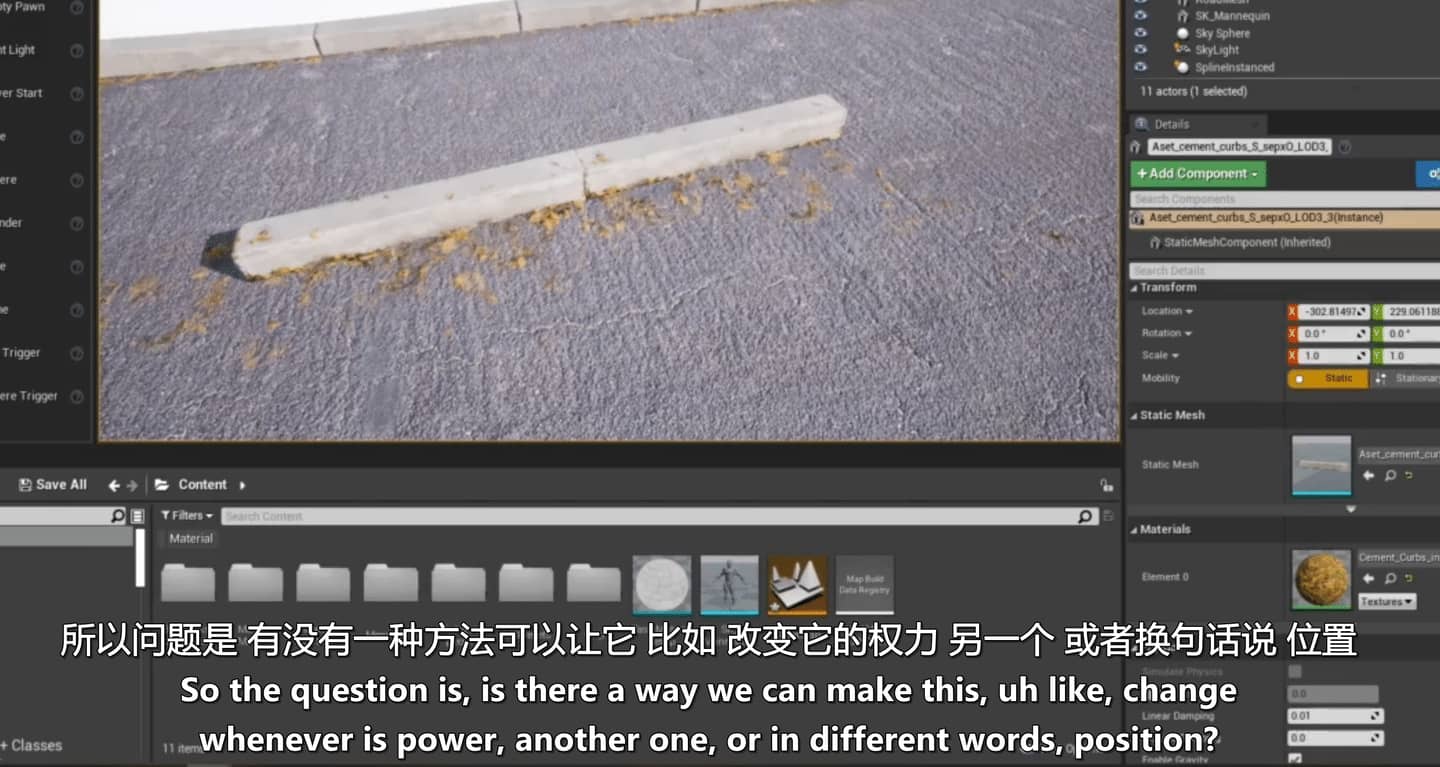 pty Pawn
nt Light
yer Start
ere
nder
Trigger
ere Trigger
SK_Mannequin
Sky Sphere
SkyLight
SplineInstanced
11 actors (1 selected)
Details
Aset_cement_curbs_S_sepxO_LOD3_
+ Add Component
Search Components
Aset_cement_curbs_S_sepxO_LOD3_3(Instance)
StaticMeshComponent (Inherited)
Search Details
Transform
Location X -302.81497 Y 229.061188
Rotation X 0.0° Y 0.0°
Scale X 1.0 Y 1.0
Mobility Static Stationary
Static Mesh
Static Mesh Aset_cement_cur
Materials
Element 0 Cement_Curbs_in
Textures
Save All
Content
Filters
Search Content
Material
Map Build
Data Registry
Simulate Physics
0.0
Linear Damping 0.01
0.0
Enable Gravity
+ Classes
11 item
所以问题是 有没有一种方法可以让它 比如 改变它的权力 另一个 或者换句话说 位置
So the question is, is there a way we can make this, uh like, change
whenever is power, another one, or in different words, position?